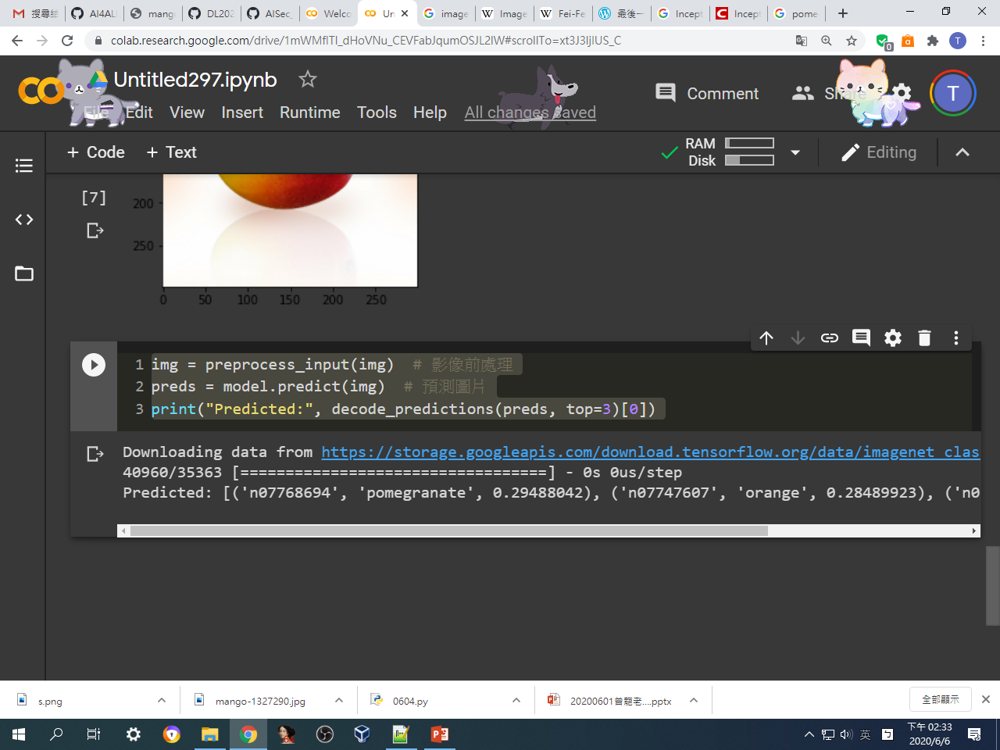 搜尋結
AI4AL
mang
DL202
AISec_
Welco
Un
image
Image
Fei-Fe
最後一
Incept
Incept
pome
colab.research.google.com/drive/1mWMfITI_dHoVNu_CEVFabJqumOSJL2IW#scrollTo=xt3J3IjIUS_C
0
T
Untitled297.ipynb
Comment
Share
T
File Edit View Insert Runtime Tools Help All changes saved
+ Code + Text
RAM
Disk
Editing
[7]
200
250
0 50 100 150 200 250
1 img = preprocess_input(img) # 影像前處理
2 preds = model.predict(img) # 預測圖片
3 print("Predicted:", decode_predictions(preds, top=3)[0])
Downloading data from https://storage.googleapis.com/download.tensorflow.org/data/imagenet_clas
40960/35363 [==================================] - 0s 0us/step
Predicted: [('n07768694', 'pomegranate', 0.29488042), ('n07747607', 'orange', 0.28489923), ('n0
s.png
mango-1327290.jpg
0604.py
20200601曾龍老....pptx
全部顯示
英
下午 02:33
2020/6/6